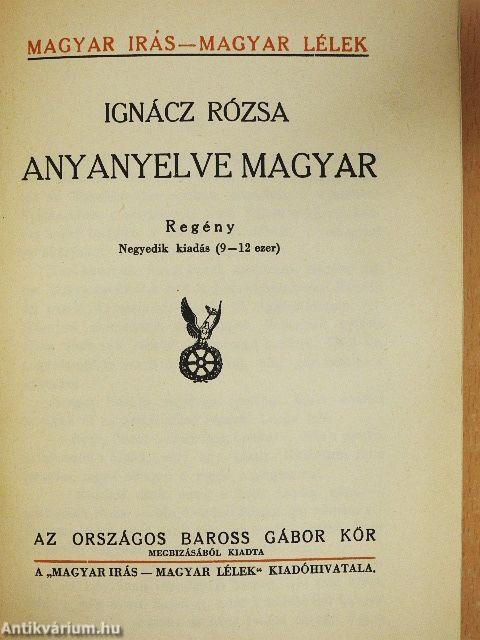 MAGYAR IRÁS—MAGYAR LÉLEK
IGNÁCZ RÓZSA
ANYANYELVE MAGYAR
Regény
Negyedik kiadás (9—12 ezer)
AZ ORSZÁGOS BAROSS GÁBOR KÖR
MEGBIZÁSÁBÓL KIADTA
A „MAGYAR IRÁS — MAGYAR LÉLEK“ KIADÓHIVATALA.
Antikvárium.hu